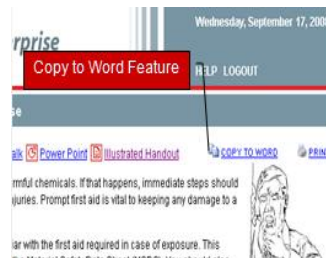 Wednesday, September 17, 200
rprise
Copy to Word Feature
HELP LOGOUT
se
alk Power Point Illustrated Handout COPY TO WORD PRIN
rmful chemicals. If that happens, immediate steps should
njuries. Prompt first aid is vital to keeping any damage to a
ar with the first aid required in case of exposure. This